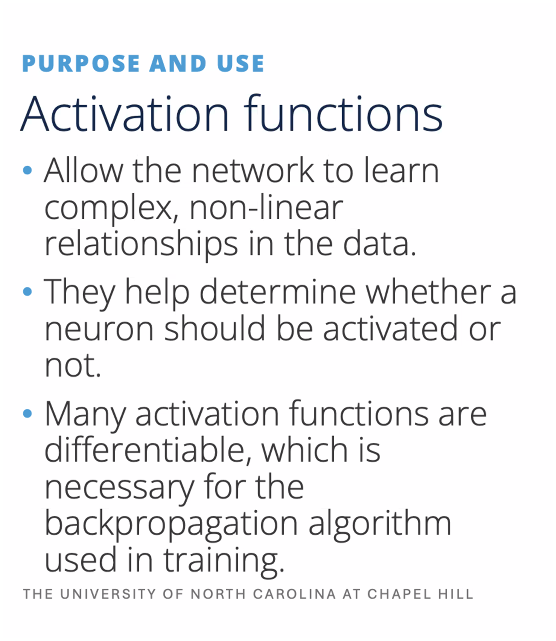 PURPOSE AND USE
Activation functions
• Allow the network to learn
complex, non-linear
relationships in the data.
• They help determine whether a
neuron should be activated or
not.
• Many activation functions are
differentiable, which is
necessary for the
backpropagation algorithm
used in training.
THE UNIVERSITY OF NORTH CAROLINA AT CHAPEL HILL